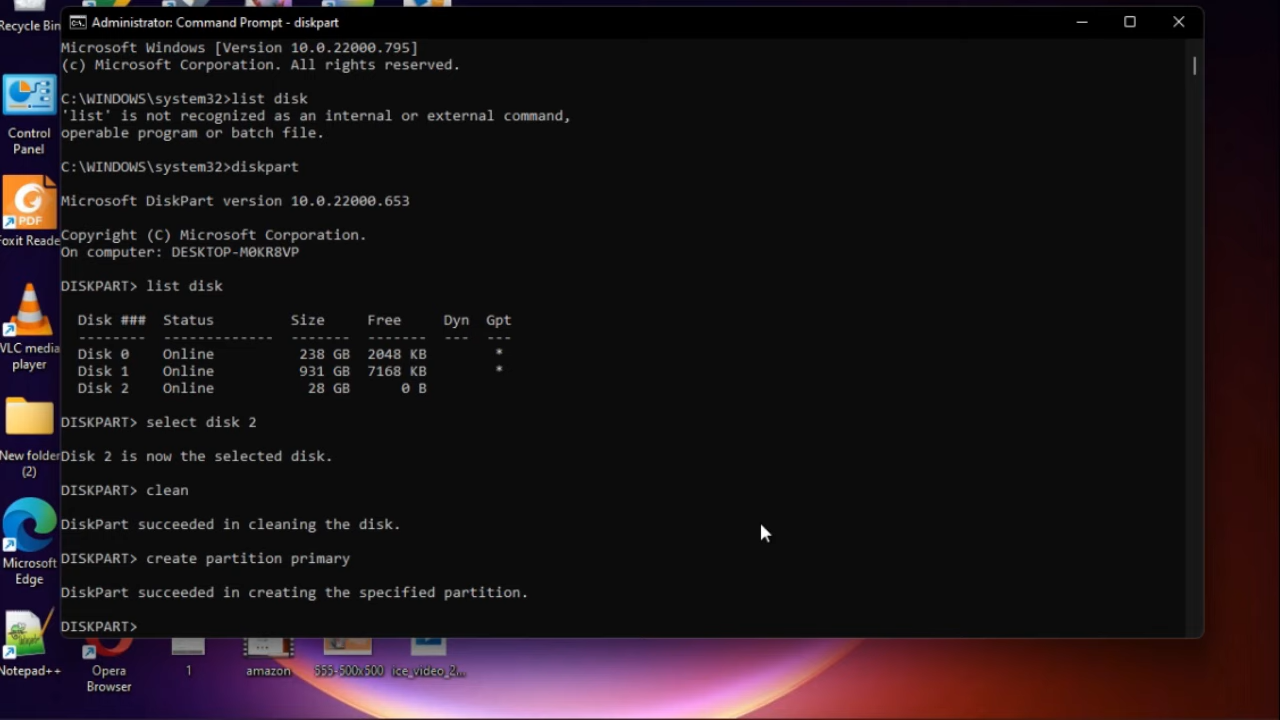 Administrator: Command Prompt - diskpart
Microsoft Windows [Version 10.0.22000.795]
(c) Microsoft Corporation. All rights reserved.
C:\WINDOWS\system32>list disk
'list' is not recognized as an internal or external command,
operable program or batch file.
C:\WINDOWS\system32>diskpart
Microsoft DiskPart version 10.0.22000.653
Copyright (C) Microsoft Corporation.
On computer: DESKTOP-M0KR8VP
DISKPART> list disk
Disk ### Status Size Free Dyn Gpt
-------- ------------- ------- ------- --- ---
Disk 0 Online 238 GB 2048 KB *
Disk 1 Online 931 GB 7168 KB *
Disk 2 Online 28 GB 0 B
DISKPART> select disk 2
Disk 2 is now the selected disk.
DISKPART> clean
DiskPart succeeded in cleaning the disk.
DISKPART> create partition primary
DiskPart succeeded in creating the specified partition.
DISKPART>
Recycle Bin
Control
Panel
PDF
Foxit Reade
VLC media
player
New folder
(2)
Microsoft
Edge
Notepad++
Opera
Browser
1
amazon
555-500x500
ice_video_2...